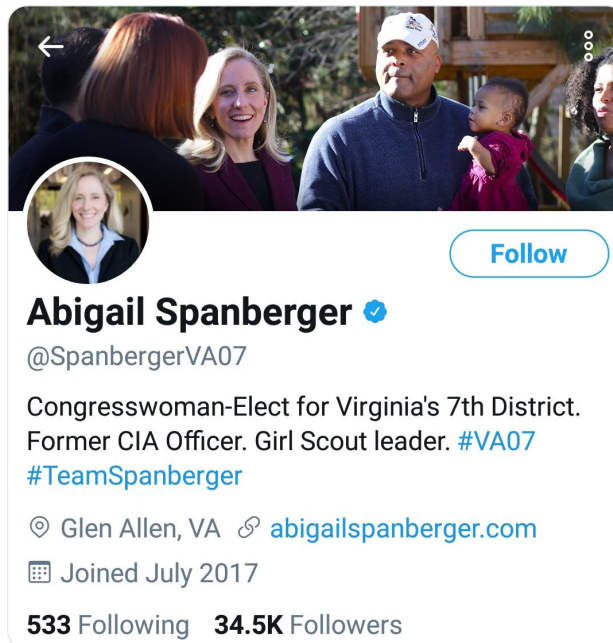 Follow
Abigail Spanberger
@SpanbergerVA07
Congresswoman-Elect for Virginia's 7th District.
Former CIA Officer. Girl Scout leader. #VA07
#TeamSpanberger
Glen Allen, VA abigailspanberger.com
Joined July 2017
533 Following 34.5K Followers